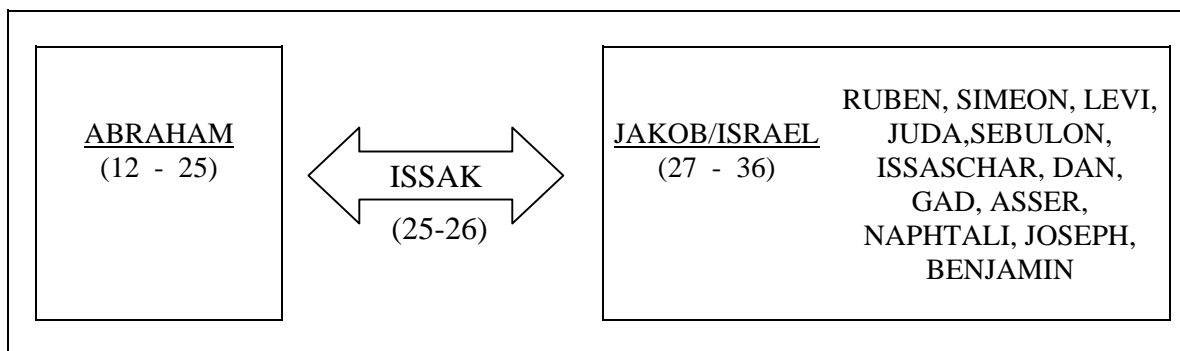 ABRAHAM
(12 - 25)
ISSAK
(25-26)
JAKOB/ISRAEL
(27 - 36)
RUBEN, SIMEON, LEVI,
JUDA,SEBULON,
ISSASCHAR, DAN,
GAD, ASSER,
NAPHTALI, JOSEPH,
BENJAMIN